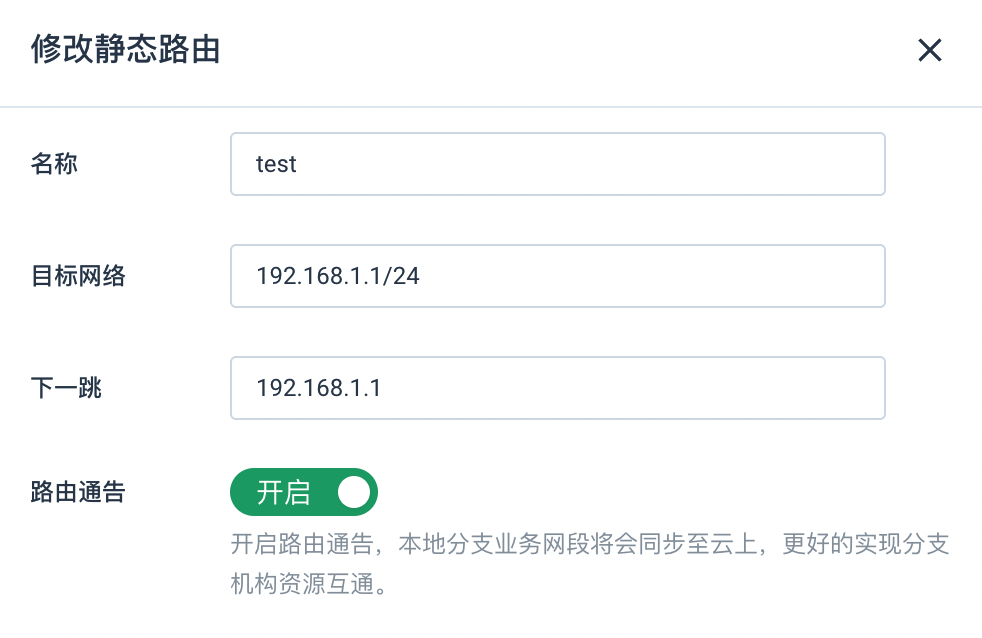 修改静态路由
名称
test
目标网络
192.168.1.1/24
下一跳
192.168.1.1
路由通告
开启
开启路由通告，本地分支业务网段将会同步至云上，更好的实现分支
机构资源互通。